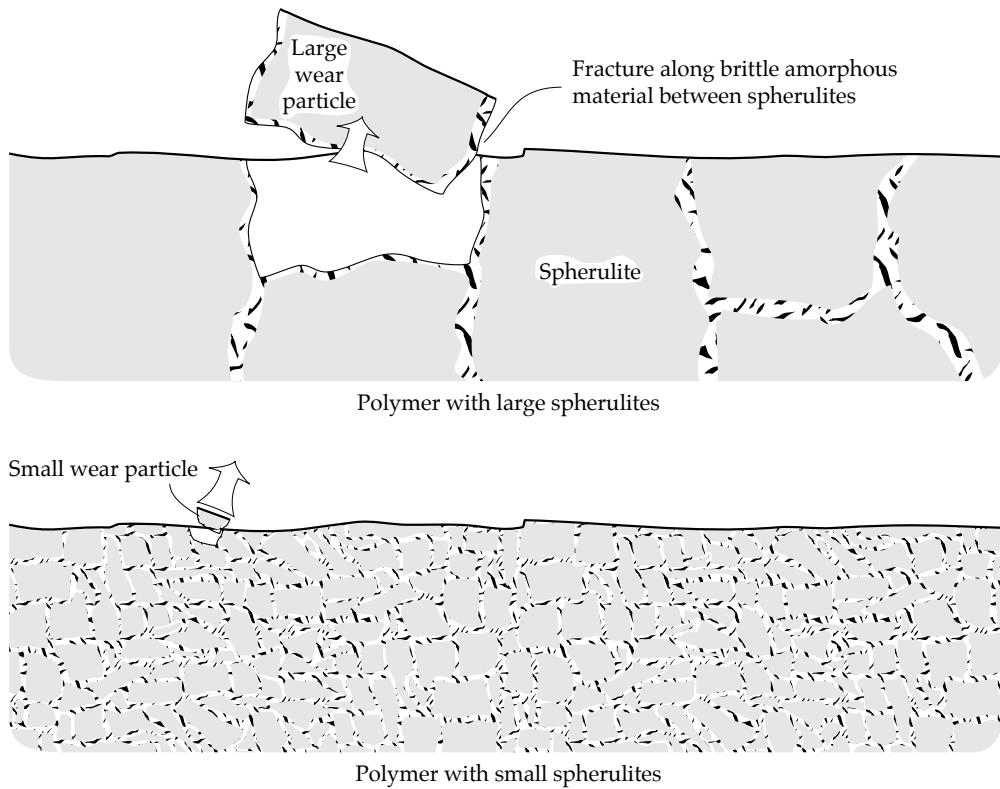 Large
wear
particle
Fracture along brittle amorphous
material between spherulites
Spherulite
Polymer with large spherulites
Small wear particle
Polymer with small spherulites